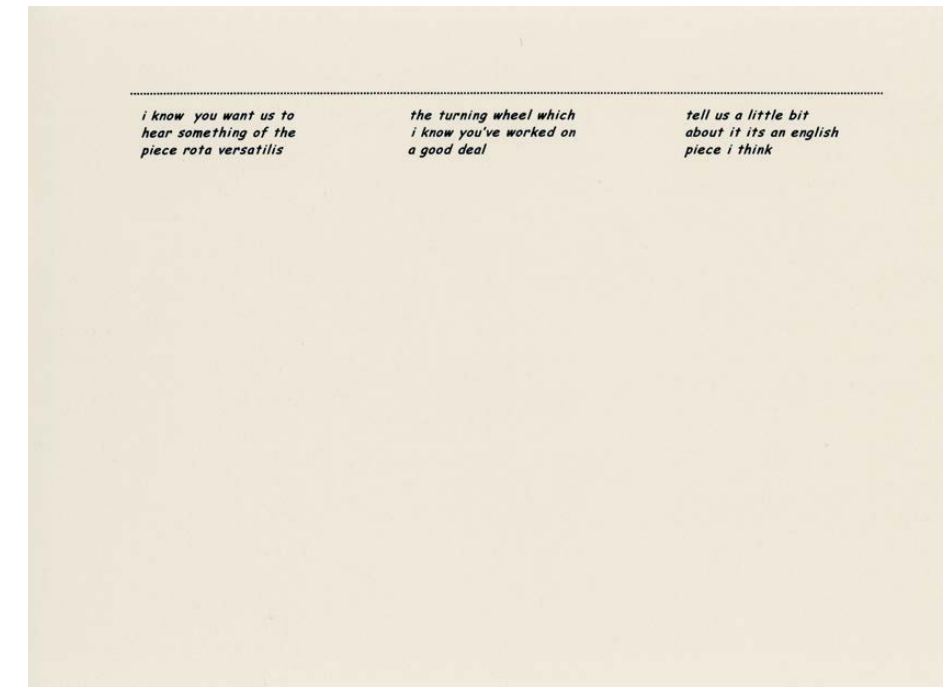 i know you want us to
hear something of the
piece rota versatilis
the turning wheel which
i know you've worked on
a good deal
tell us a little bit
about it its an english
piece i think